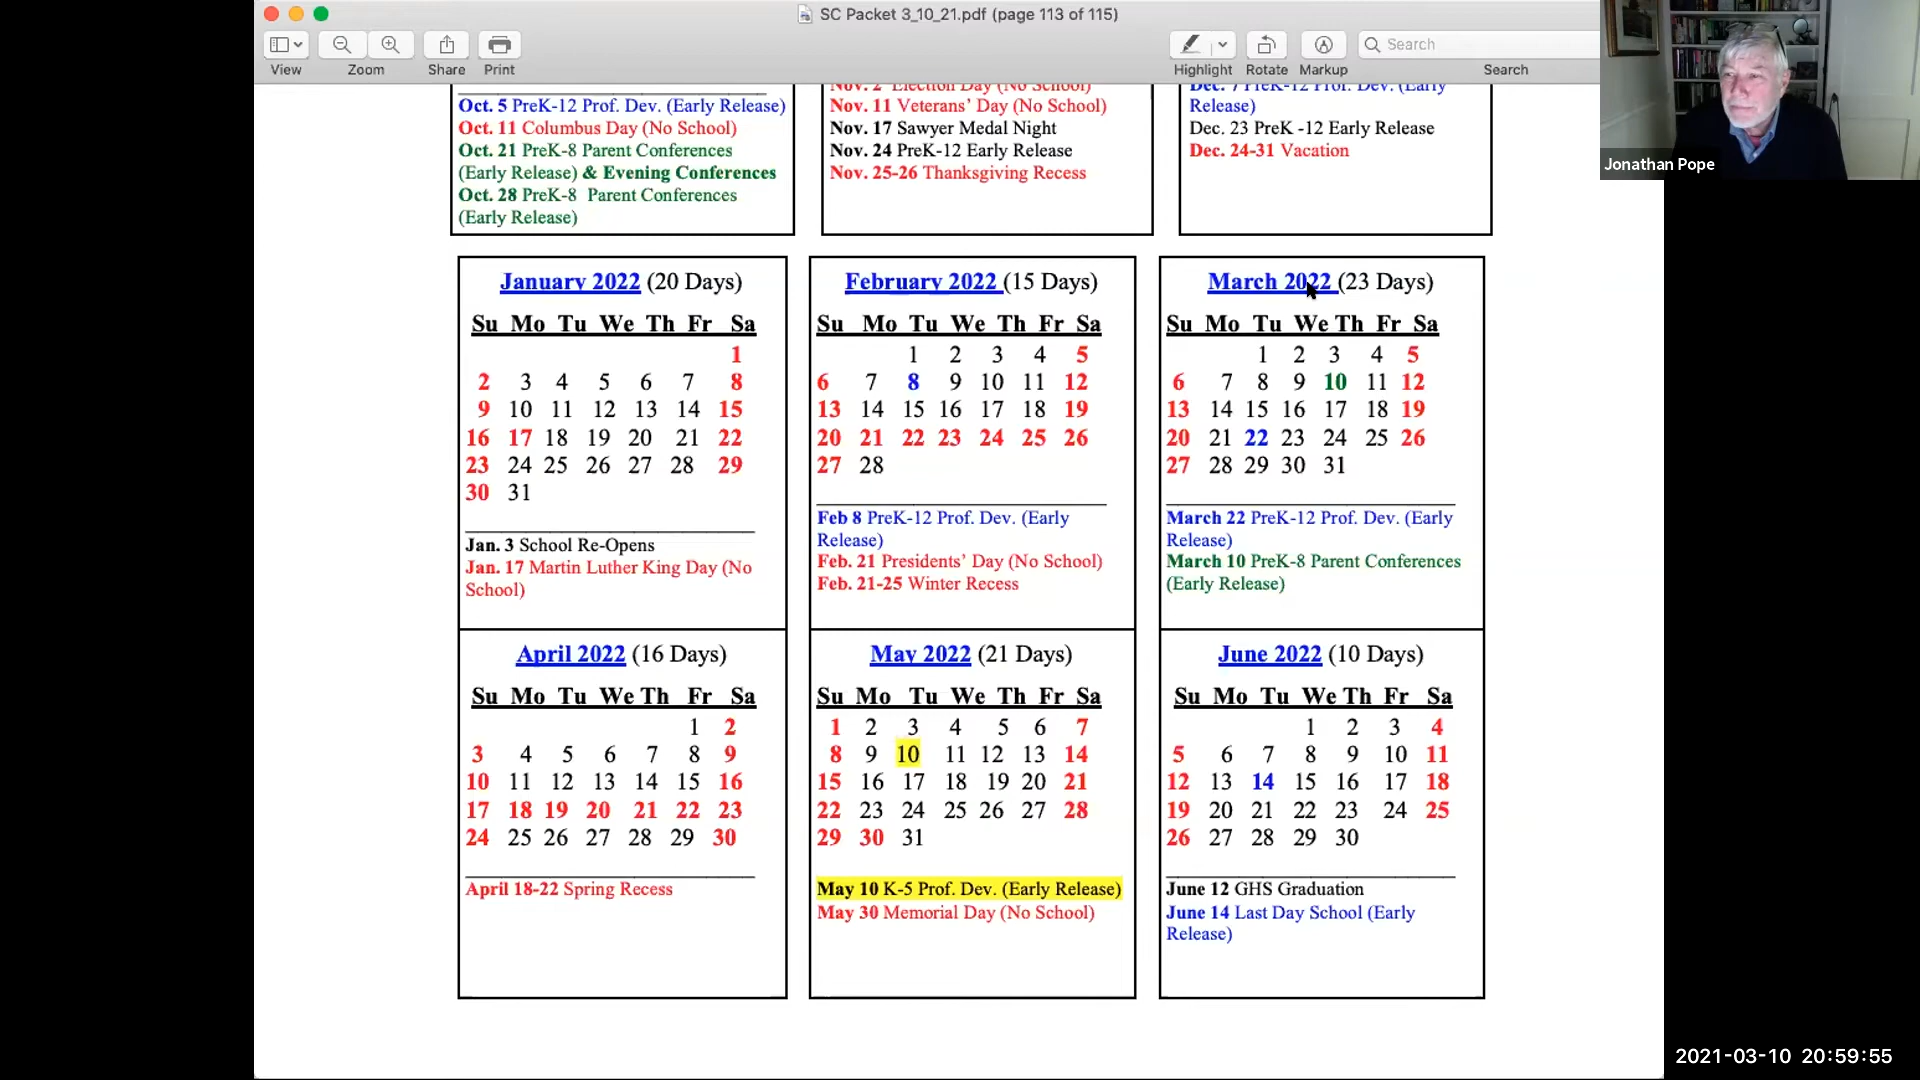 SC Packet 3_10_21.pdf (page 113 of 115)
Search
View Zoom Share Print Highlight Rotate Markup Search
Jonathan Pope
Oct. 5 PreK-12 Prof. Dev. (Early Release)
Oct. 11 Columbus Day (No School)
Oct. 21 PreK-8 Parent Conferences
(Early Release) & Evening Conferences
Oct. 28 PreK-8 Parent Conferences
(Early Release)
Nov. 2 Election Day (No School)
Nov. 11 Veterans' Day (No School)
Nov. 17 Sawyer Medal Night
Nov. 24 PreK-12 Early Release
Nov. 25-26 Thanksgiving Recess
Dec. 7 PreK-12 Prof. Dev. (Early
Release)
Dec. 23 PreK -12 Early Release
Dec. 24-31 Vacation
January 2022 (20 Days)
Su Mo Tu We Th Fr Sa
1
2 3 4 5 6 7 8
9 10 11 12 13 14 15
16 17 18 19 20 21 22
23 24 25 26 27 28 29
30 31
Jan. 3 School Re-Opens
Jan. 17 Martin Luther King Day (No
School)
February 2022 (15 Days)
Su Mo Tu We Th Fr Sa
1 2 3 4 5
6 7 8 9 10 11 12
13 14 15 16 17 18 19
20 21 22 23 24 25 26
27 28
Feb 8 PreK-12 Prof. Dev. (Early
Release)
Feb. 21 Presidents' Day (No School)
Feb. 21-25 Winter Recess
March 2022 (23 Days)
Su Mo Tu We Th Fr Sa
1 2 3 4 5
6 7 8 9 10 11 12
13 14 15 16 17 18 19
20 21 22 23 24 25 26
27 28 29 30 31
March 22 PreK-12 Prof. Dev. (Early
Release)
March 10 PreK-8 Parent Conferences
(Early Release)
April 2022 (16 Days)
Su Mo Tu We Th Fr Sa
1 2
3 4 5 6 7 8 9
10 11 12 13 14 15 16
17 18 19 20 21 22 23
24 25 26 27 28 29 30
April 18-22 Spring Recess
May 2022 (21 Days)
Su Mo Tu We Th Fr Sa
1 2 3 4 5 6 7
8 9 10 11 12 13 14
15 16 17 18 19 20 21
22 23 24 25 26 27 28
29 30 31
May 10 K-5 Prof. Dev. (Early Release)
May 30 Memorial Day (No School)
June 2022 (10 Days)
Su Mo Tu We Th Fr Sa
1 2 3 4
5 6 7 8 9 10 11
12 13 14 15 16 17 18
19 20 21 22 23 24 25
26 27 28 29 30
June 12 GHS Graduation
June 14 Last Day School (Early
Release)
2021-03-10 20:59:55